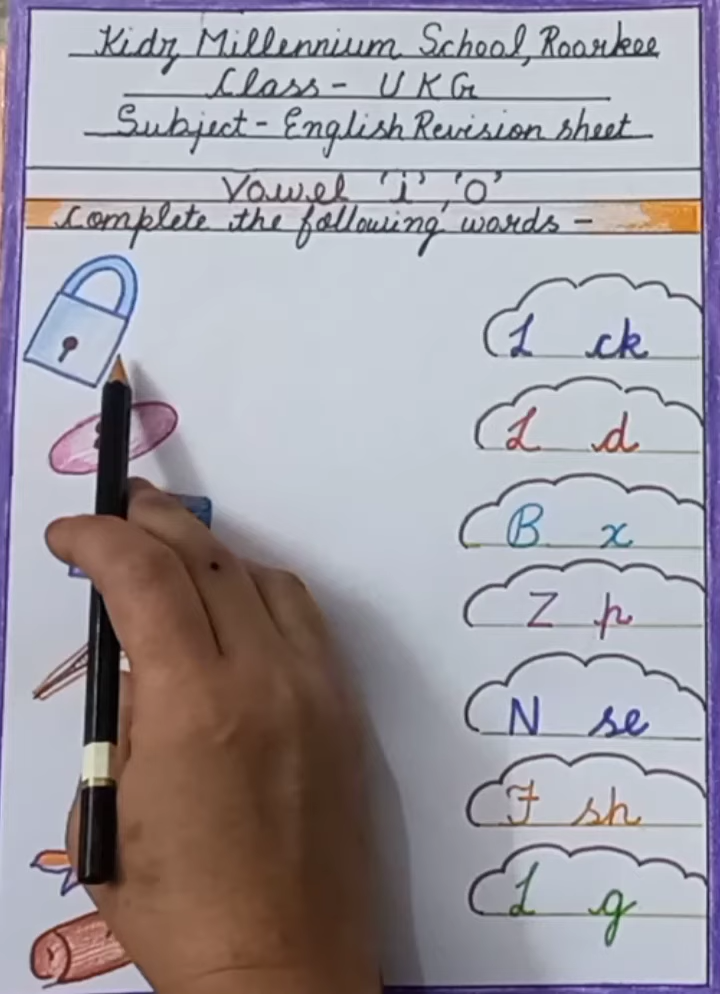 Kidz Millennium School, Roorkee
Class - UKG
Subject - English Revision sheet
Vowel 'i', 'o'
Complete the following words -
L ck
L d
B x
Z p
N se
F sh
L g